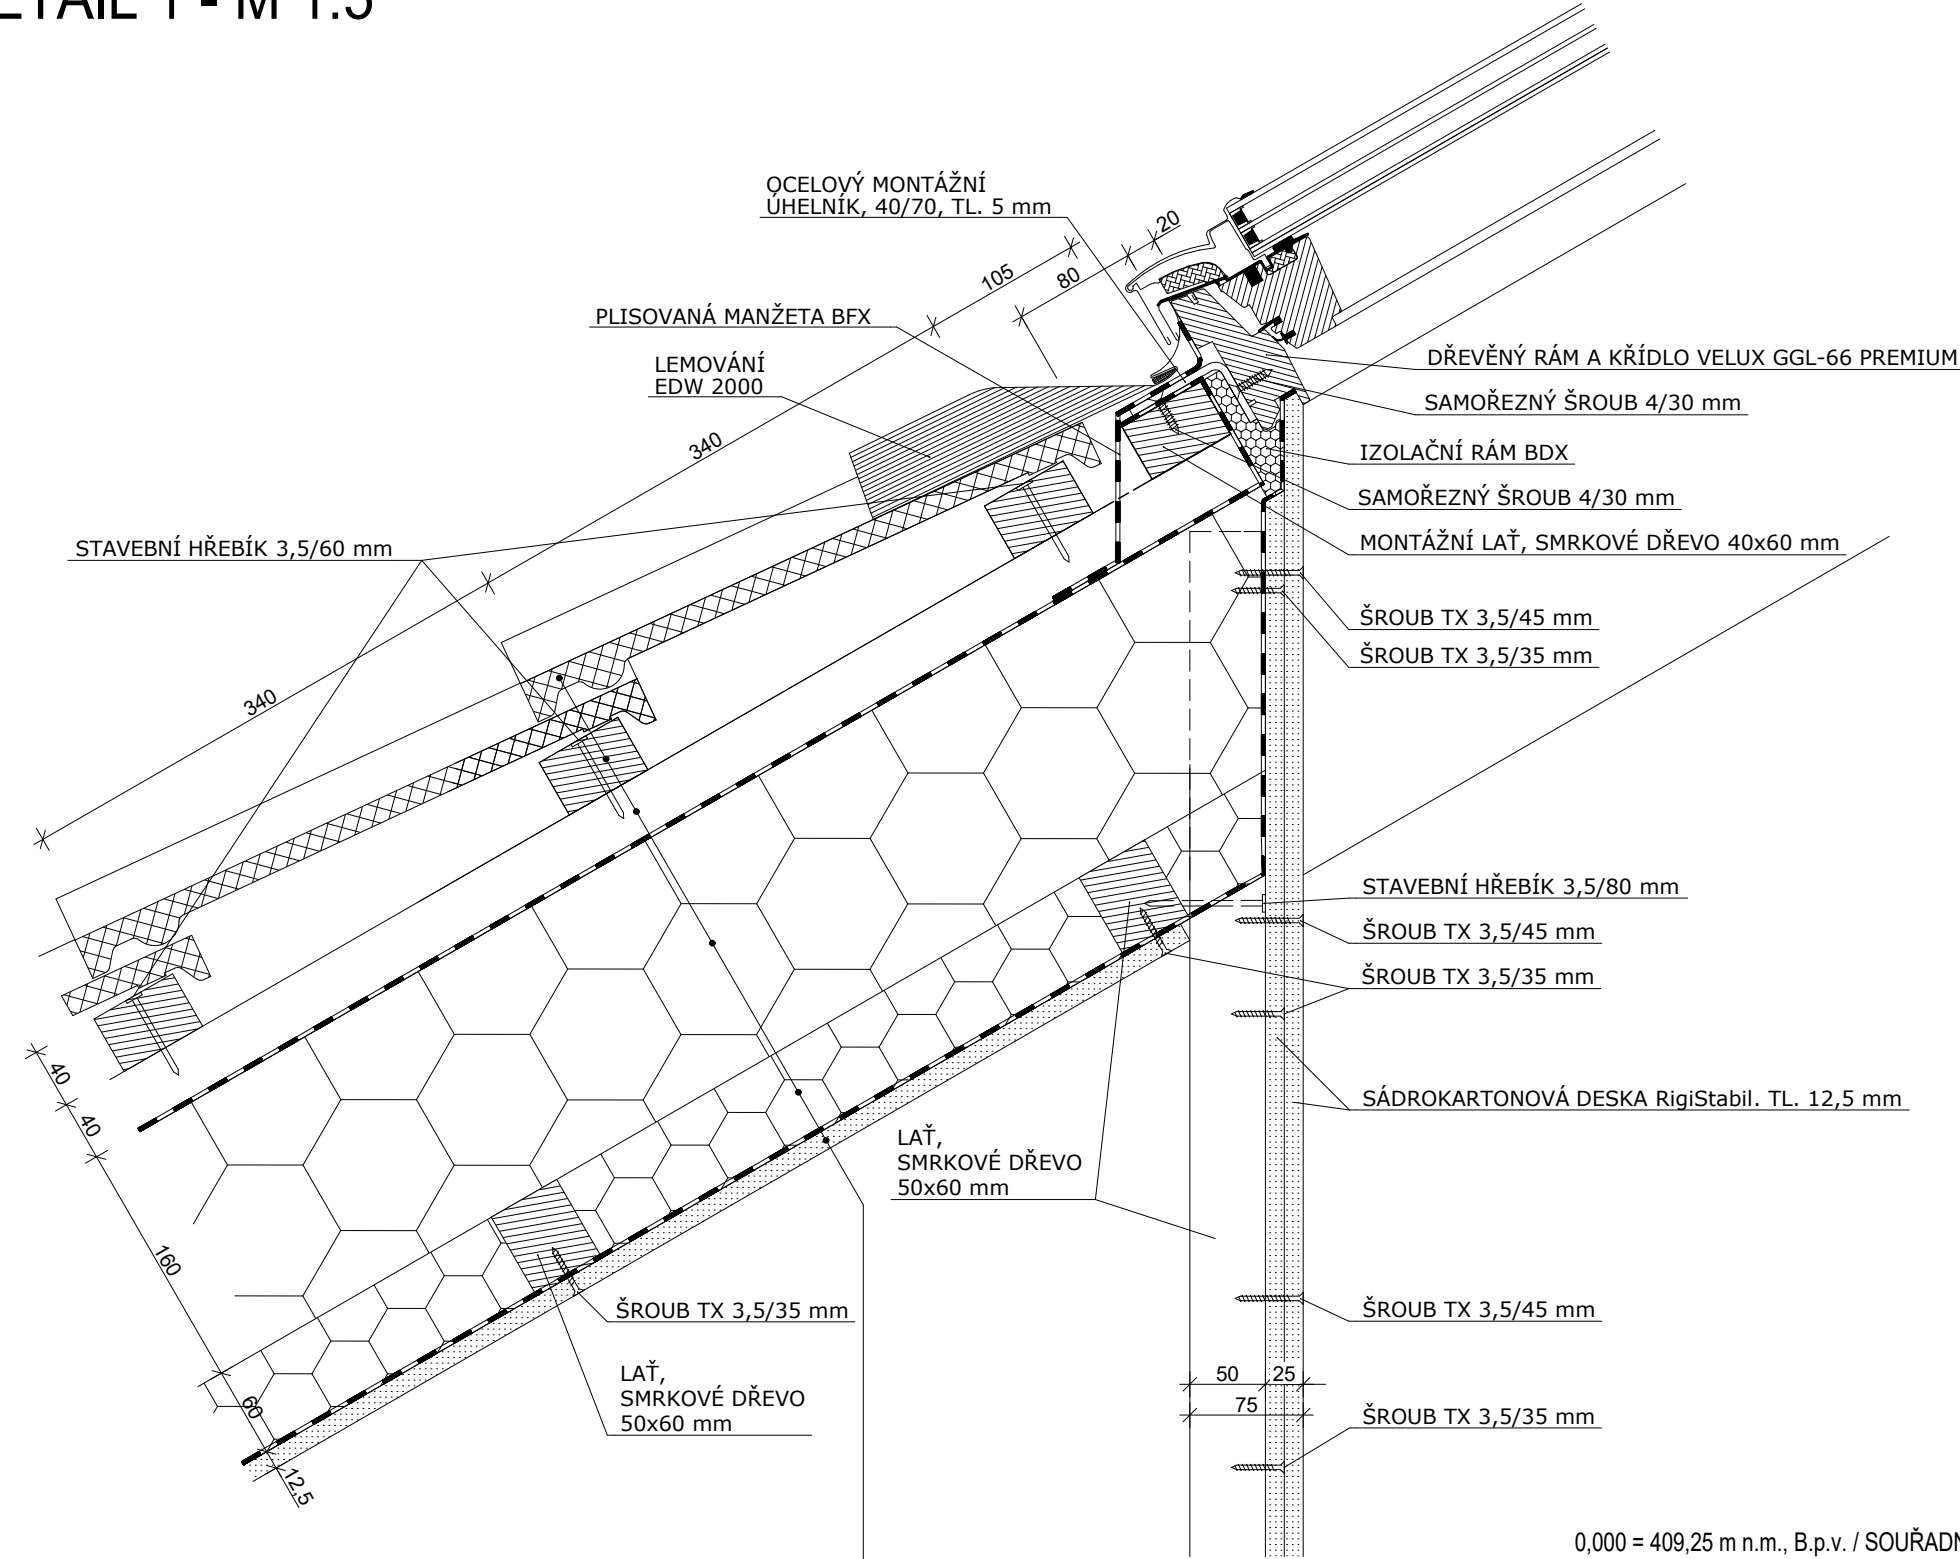 DETAIL 1 - M 1:5
OCELOVÝ MONTÁŽNÍ
ÚHELNÍK, 40/70, TL. 5 mm
20
80
105
PLISOVANÁ MANŽETA BFX
LEMOVÁNÍ
EDW 2000
DŘEVĚNÝ RÁM A KŘÍDLO VELUX GGL-66 PREMIUM
SAMOŘEZNÝ ŠROUB 4/30 mm
340
IZOLAČNÍ RÁM BDX
SAMOŘEZNÝ ŠROUB 4/30 mm
STAVEBNÍ HŘEBÍK 3,5/60 mm
MONTÁŽNÍ LAŤ, SMRKOVÉ DŘEVO 40x60 mm
ŠROUB TX 3,5/45 mm
ŠROUB TX 3,5/35 mm
340
STAVEBNÍ HŘEBÍK 3,5/80 mm
ŠROUB TX 3,5/45 mm
ŠROUB TX 3,5/35 mm
40
40
SÁDROKARTONOVÁ DESKA RigiStabil. TL. 12,5 mm
LAŤ,
SMRKOVÉ DŘEVO
50x60 mm
160
ŠROUB TX 3,5/35 mm
ŠROUB TX 3,5/45 mm
LAŤ,
SMRKOVÉ DŘEVO
50x60 mm
50
25
75
60
ŠROUB TX 3,5/35 mm
12,5
0,000 = 409,25 m n.m., B.p.v. / SOUŘADN